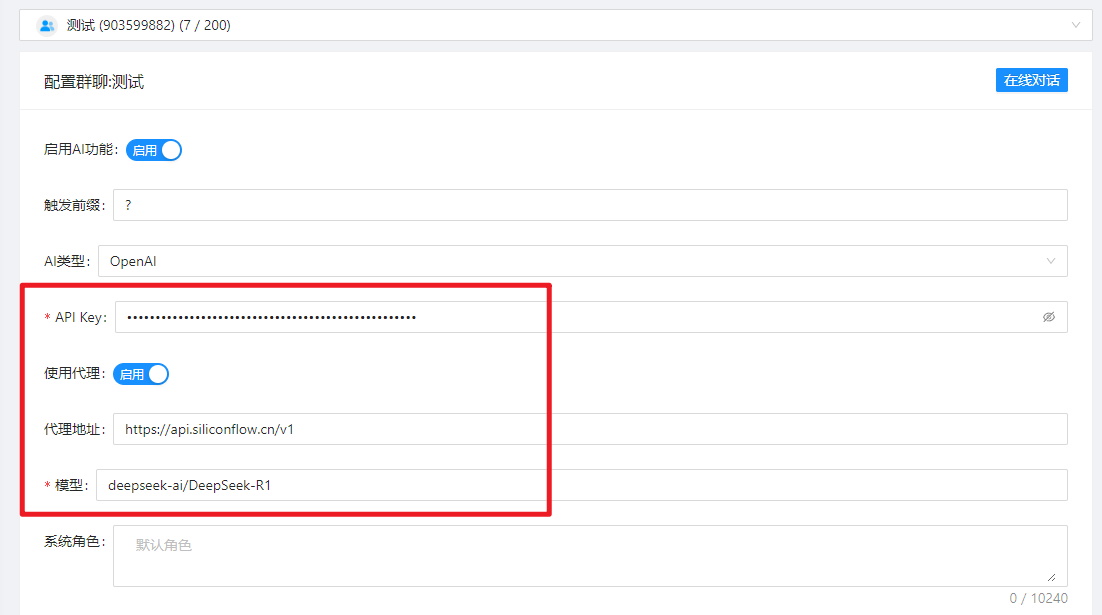 测试 (903599882) (7 / 200)
配置群聊:测试
在线对话
启用AI功能: 启用
触发前缀: ?
AI类型: OpenAI
* API Key: ••••••••••••••••••••••••••••••••••••••••••••••••••••
使用代理: 启用
代理地址: https://api.siliconflow.cn/v1
* 模型: deepseek-ai/DeepSeek-R1
系统角色: 默认角色
0 / 10240